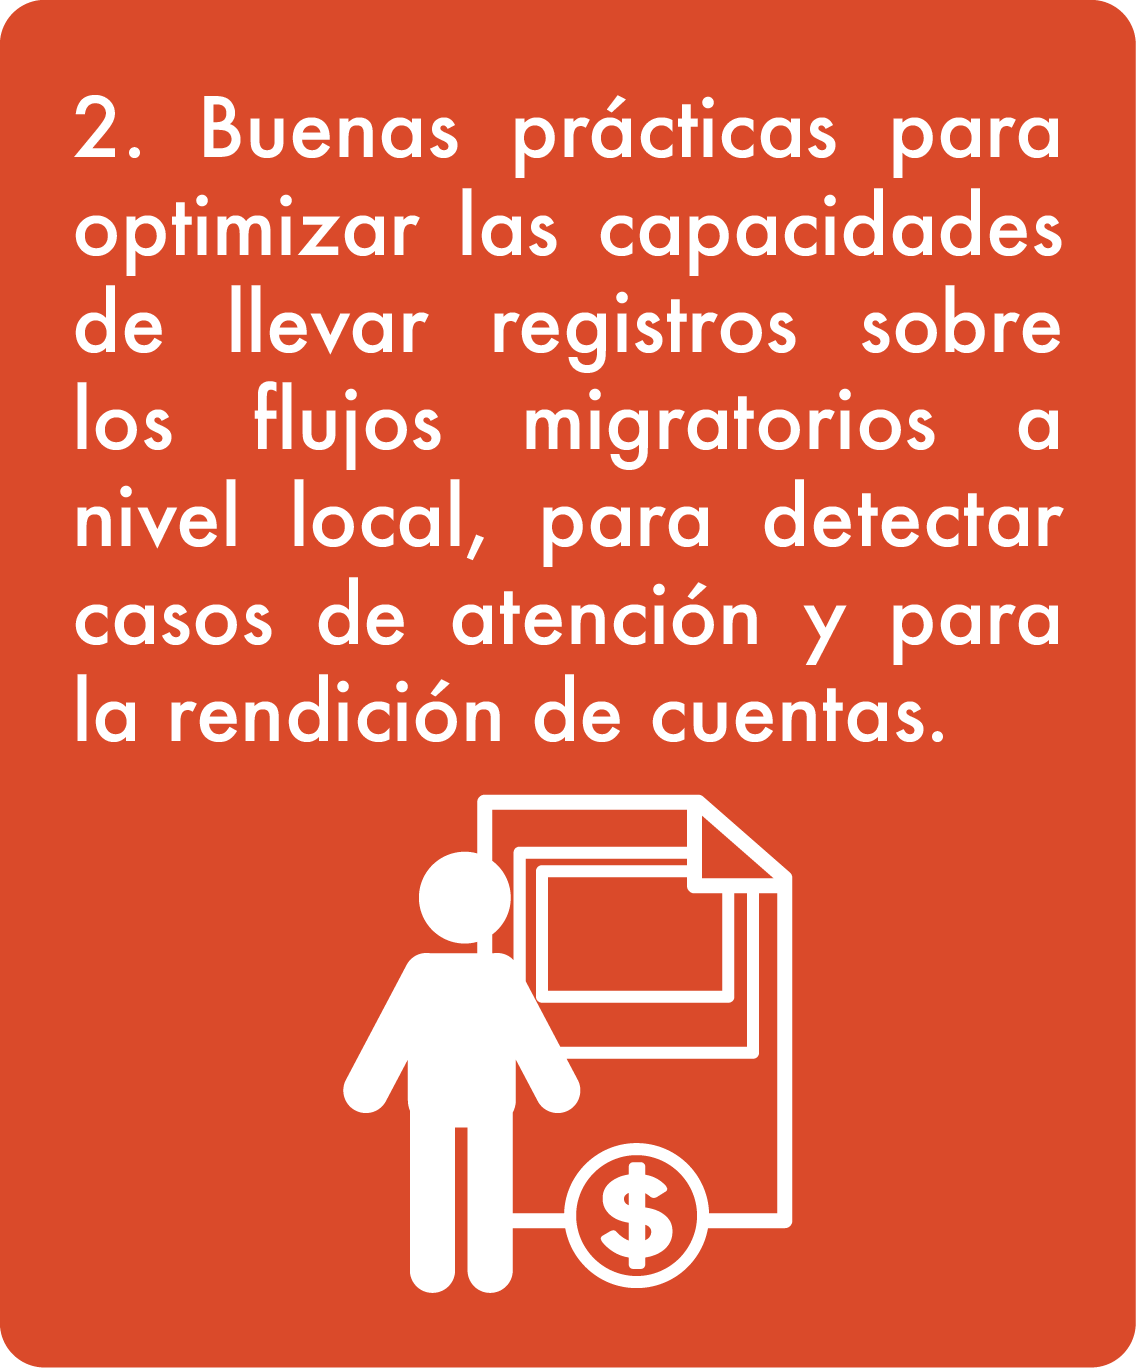 2. Buenas prácticas para
optimizar las capacidades
de llevar registros sobre
los flujos migratorios a
nivel local, para detectar
casos de atención y para
la rendición de cuentas.
$